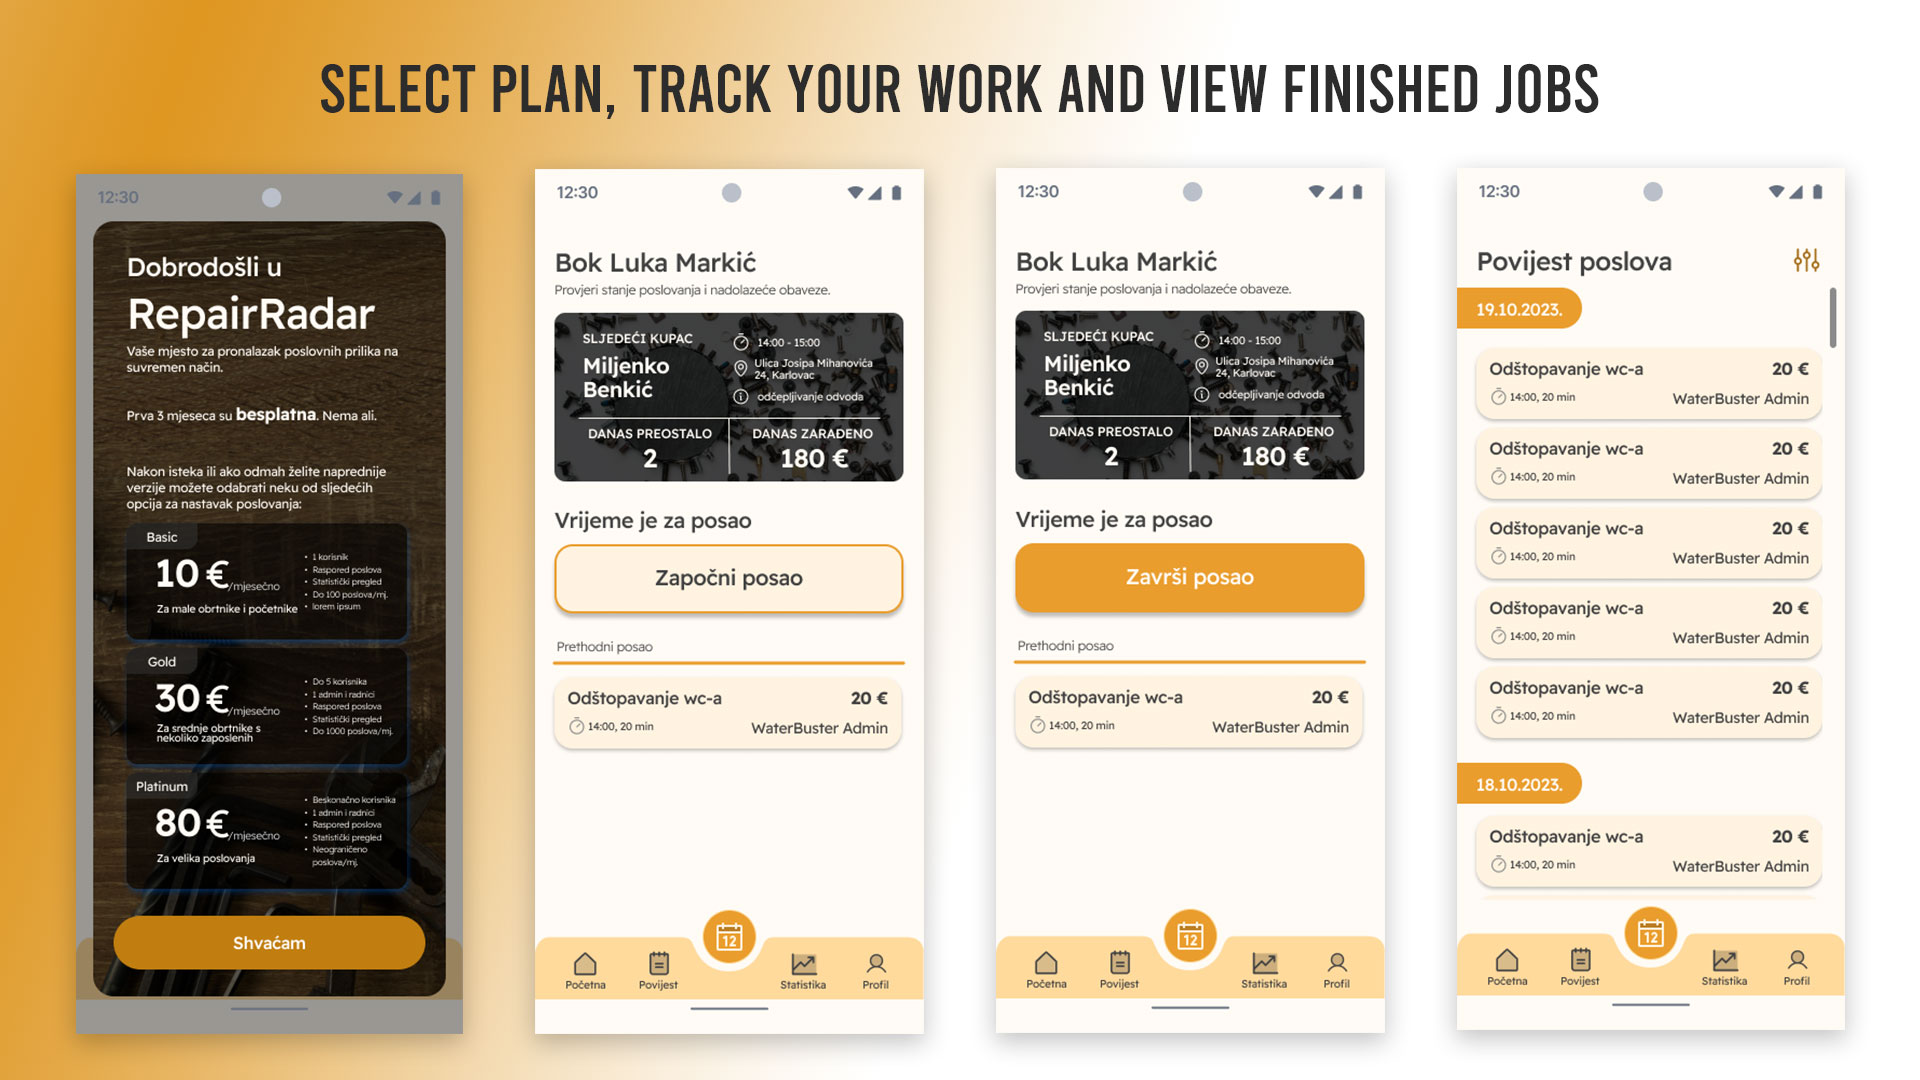 SELECT PLAN, TRACK YOUR WORK AND VIEW FINISHED JOBS
12:30
Dobrodošli u
RepairRadar
Vaše mjesto za pronalazak poslovnih prilika na
suvremen način.
Prva 3 mjeseca su besplatna. Nema ali.
Nakon isteka ili ako odmah želite naprednije
verzije možete odabrati neku od sljedećih
opcija za nastavak poslovanja:
Basic
10 €/mjesečno
Za male obrtnike i početnike
• 1 korisnik
• Raspored poslova
• Statistički pregled
• Do 100 poslova/mj.
• lorem ipsum
Gold
30 €/mjesečno
Za srednje obrtnike s
nekoliko zaposlenih
• Do 5 korisnika
• 1 admin i radnici
• Raspored poslova
• Statistički pregled
• Do 1000 poslova/mj.
Platinum
80 €/mjesečno
Za velika poslovanja
• Beskonačno korisnika
• 1 admin i radnici
• Raspored poslova
• Statistički pregled
• Neograničeno
poslova/mj.
Shvaćam
12:30
Bok Luka Markić
Provjeri stanje poslovanja i nadolazeće obaveze.
SLJEDEĆI KUPAC
Miljenko
Benkić
14:00 - 15:00
Ulica Josipa Mihanovića
24, Karlovac
odčepljivanje odvoda
DANAS PREOSTALO
2
DANAS ZARAĐENO
180 €
Vrijeme je za posao
Započni posao
Prethodni posao
Odštopavanje wc-a 20 €
14:00, 20 min WaterBuster Admin
12
Početna Povijest Statistika Profil
12:30
Bok Luka Markić
Provjeri stanje poslovanja i nadolazeće obaveze.
SLJEDEĆI KUPAC
Miljenko
Benkić
14:00 - 15:00
Ulica Josipa Mihanovića
24, Karlovac
odčepljivanje odvoda
DANAS PREOSTALO
2
DANAS ZARAĐENO
180 €
Vrijeme je za posao
Završi posao
Prethodni posao
Odštopavanje wc-a 20 €
14:00, 20 min WaterBuster Admin
12
Početna Povijest Statistika Profil
12:30
Povijest poslova
19.10.2023.
Odštopavanje wc-a 20 €
14:00, 20 min WaterBuster Admin
Odštopavanje wc-a 20 €
14:00, 20 min WaterBuster Admin
Odštopavanje wc-a 20 €
14:00, 20 min WaterBuster Admin
Odštopavanje wc-a 20 €
14:00, 20 min WaterBuster Admin
Odštopavanje wc-a 20 €
14:00, 20 min WaterBuster Admin
18.10.2023.
Odštopavanje wc-a 20 €
14:00, 20 min WaterBuster Admin
12
Početna Povijest Statistika Profil